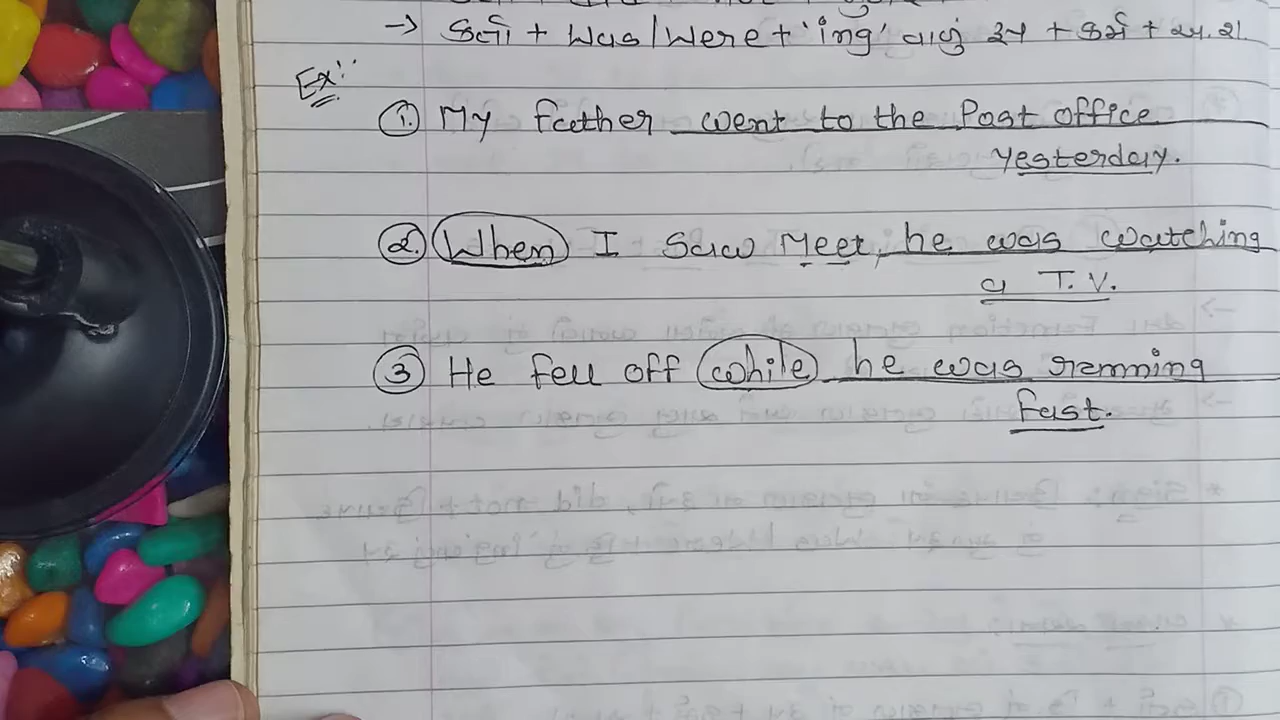 → કર્તા + was/were + 'ing' વાળું રૂપ + કર્મ + અ. શ.
Ex:-
① My father went to the Post office
yesterday.
②. When I saw Meet, he was watching
a T.V.
③ He fell off while he was running
fast.